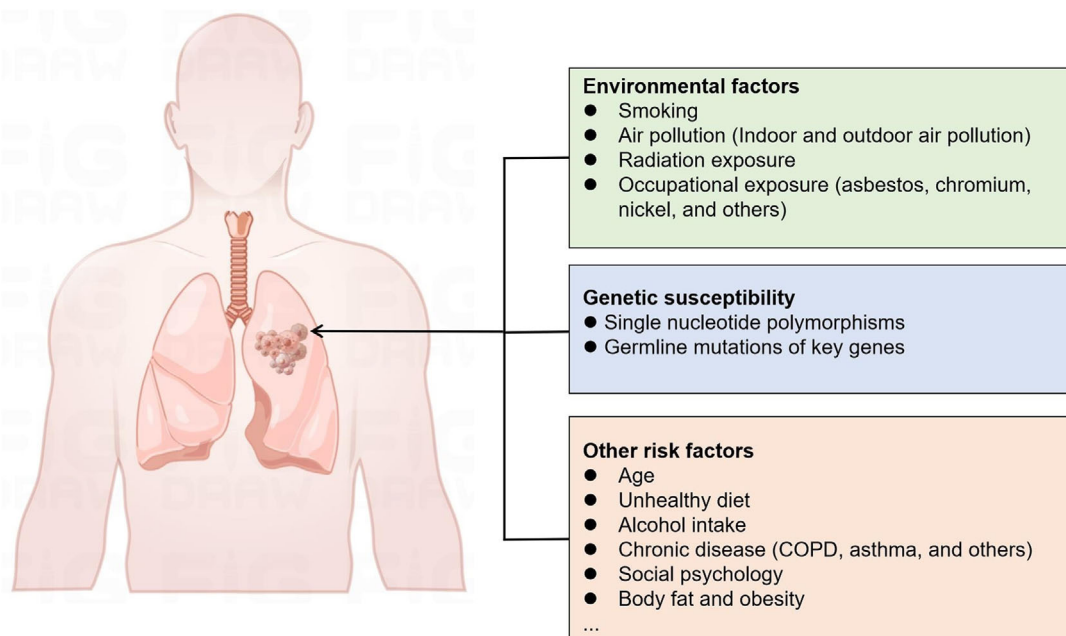 Environmental factors
● Smoking
● Air pollution (Indoor and outdoor air pollution)
● Radiation exposure
● Occupational exposure (asbestos, chromium,
nickel, and others)
Genetic susceptibility
● Single nucleotide polymorphisms
● Germline mutations of key genes
Other risk factors
● Age
● Unhealthy diet
● Alcohol intake
● Chronic disease (COPD, asthma, and others)
● Social psychology
● Body fat and obesity
...